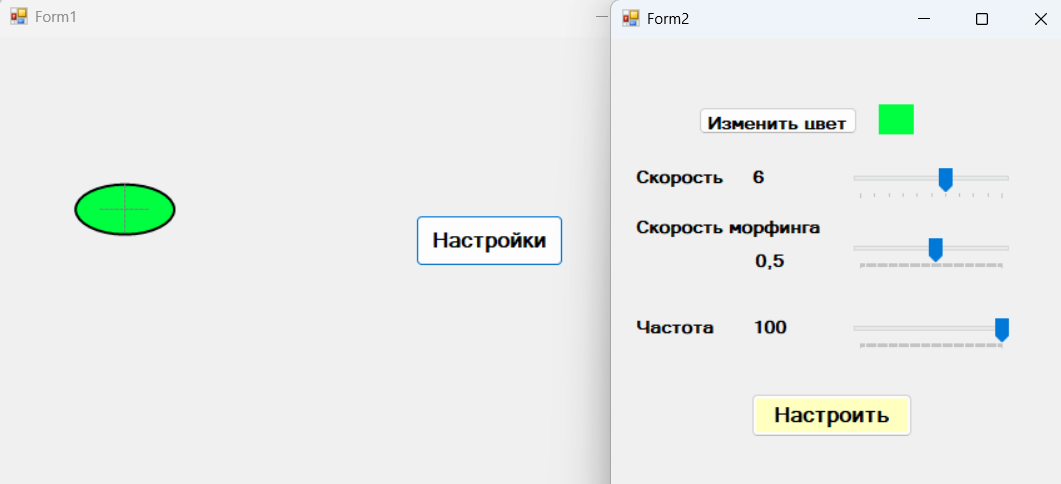 Form1
Настройки
Form2
Изменить цвет
Скорость 6
Скорость морфинга
0,5
Частота 100
Настроить